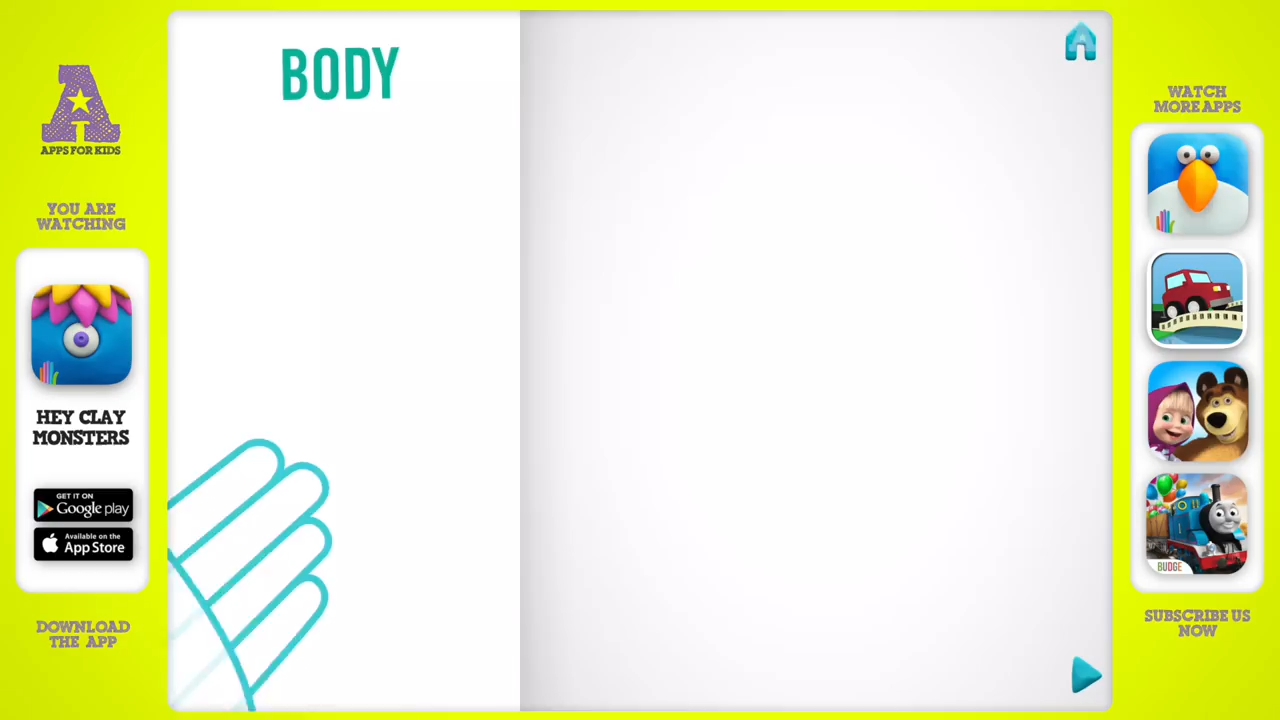 BODY
A
APPS FOR KIDS
YOU ARE
WATCHING
HEY CLAY
MONSTERS
GET IT ON
Google play
Available on the
App Store
DOWNLOAD
THE APP
WATCH
MORE APPS
BUDGE
SUBSCRIBE US
NOW